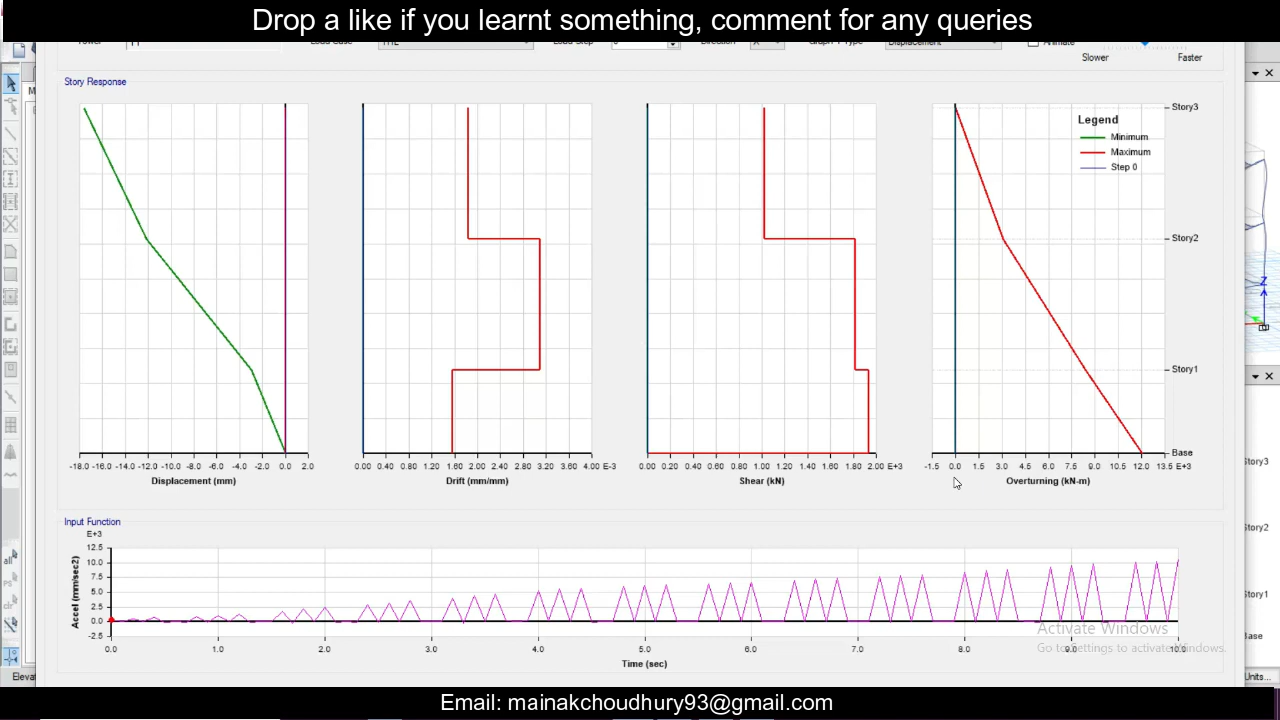 Drop a like if you learnt something, comment for any queries
Slower Faster
Story Response
Legend
Minimum
Maximum
Step 0
Story3
Story2
Story1
Base
-18.0 -16.0 -14.0 -12.0 -10.0 -8.0 -6.0 -4.0 -2.0 0.0 2.0
0.00 0.40 0.80 1.20 1.60 2.00 2.40 2.80 3.20 3.60 4.00 E-3
0.00 0.20 0.40 0.60 0.80 1.00 1.20 1.40 1.60 1.80 2.00 E+3
-1.5 0.0 1.5 3.0 4.5 6.0 7.5 9.0 10.5 12.0 13.5 E+3
Displacement (mm) Drift (mm/mm) Shear (kN) Overturning (kN-m)
Input Function
E+3
12.5
10.0
7.5
5.0
2.5
0.0
-2.5
Accel (mm/sec2)
0.0 1.0 2.0 3.0 4.0 5.0 6.0 7.0 8.0 9.0 10.0
Time (sec)
Activate Windows
Go to Settings to activate Windows.
Z
all
ps
clr
Elevat
tory3
tory2
tory1
ase
Units...
Email: mainakchoudhury93@gmail.com